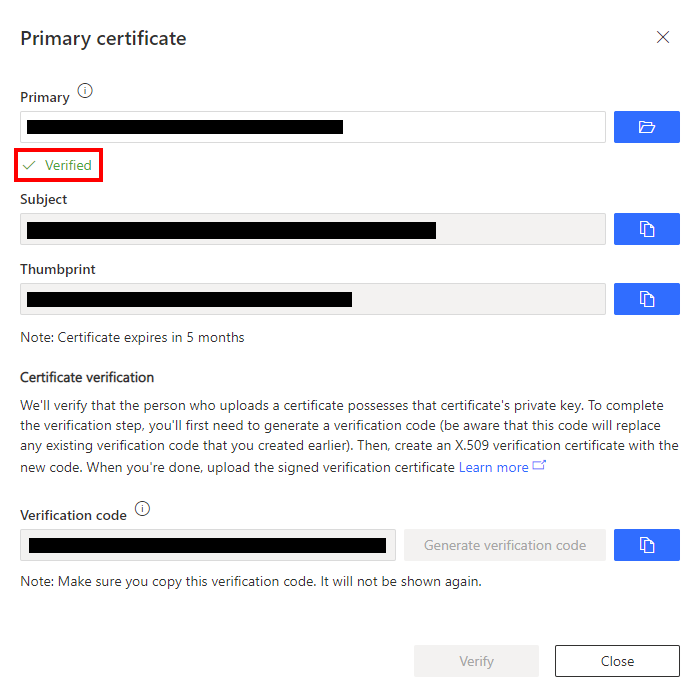 Primary certificate
Primary
Verified
Subject
Thumbprint
Note: Certificate expires in 5 months
Certificate verification
We'll verify that the person who uploads a certificate possesses that certificate's private key. To complete
the verification step, you'll first need to generate a verification code (be aware that this code will replace
any existing verification code that you created earlier). Then, create an X.509 verification certificate with the
new code. When you're done, upload the signed verification certificate Learn more
Verification code
Generate verification code
Note: Make sure you copy this verification code. It will not be shown again.
Verify Close